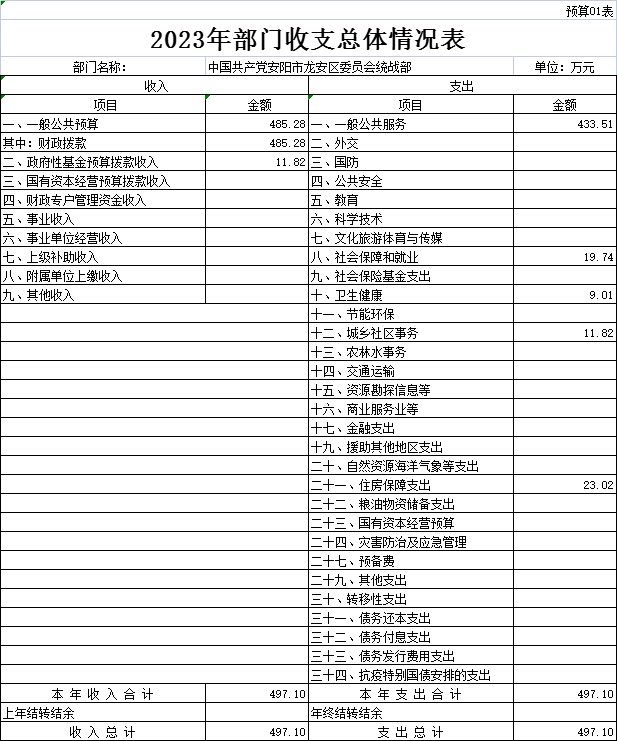 预算01表
2023年部门收支总体情况表
部门名称: 中国共产党安阳市龙安区委员会统战部 单位：万元
收入 支出
项目 金额 项目 金额
一、一般公共预算 485.28 一、一般公共服务 433.51
其中：财政拨款 485.28 二、外交
二、政府性基金预算拨款收入 11.82 三、国防
三、国有资本经营预算拨款收入 四、公共安全
四、财政专户管理资金收入 五、教育
五、事业收入 六、科学技术
六、事业单位经营收入 七、文化旅游体育与传媒
七、上级补助收入 八、社会保障和就业 19.74
八、附属单位上缴收入 九、社会保险基金支出
九、其他收入 十、卫生健康 9.01
十一、节能环保
十二、城乡社区事务 11.82
十三、农林水事务
十四、交通运输
十五、资源勘探信息等
十六、商业服务业等
十七、金融支出
十九、援助其他地区支出
二十、自然资源海洋气象等支出
二十一、住房保障支出 23.02
二十二、粮油物资储备支出
二十三、国有资本经营预算
二十四、灾害防治及应急管理
二十七、预备费
二十九、其他支出
三十、转移性支出
三十一、债务还本支出
三十二、债务付息支出
三十三、债务发行费用支出
三十四、抗疫特别国债安排的支出
本年收入合计 497.10 本年支出合计 497.10
上年结转结余 年终结转结余
收入总计 497.10 支出总计 497.10